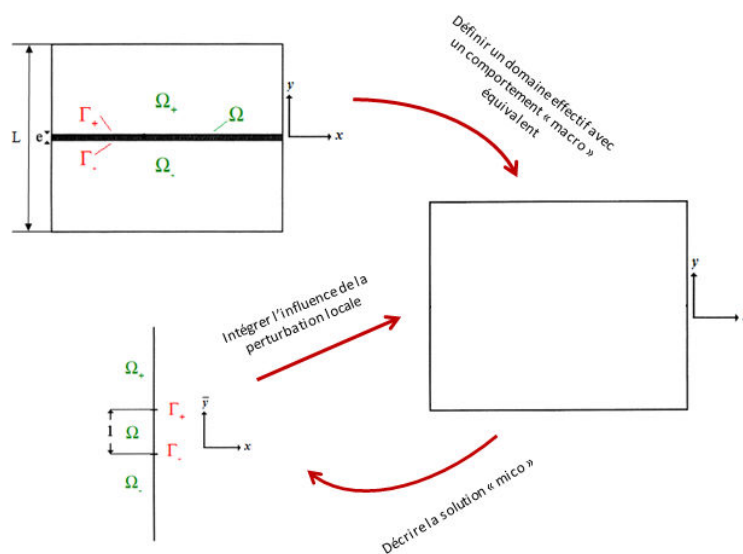 Définir un domaine effectif avec
un comportement « macro »
équivalent
L
e
Γ₊
Γ₋
Ω₊
Ω
Ω₋
y
x
Intégrer l'influence de la
perturbation locale
y
Ω₊
Γ₊
1
Ω
Γ₋
Ω₋
ȳ
x
Décrire la solution « mico »